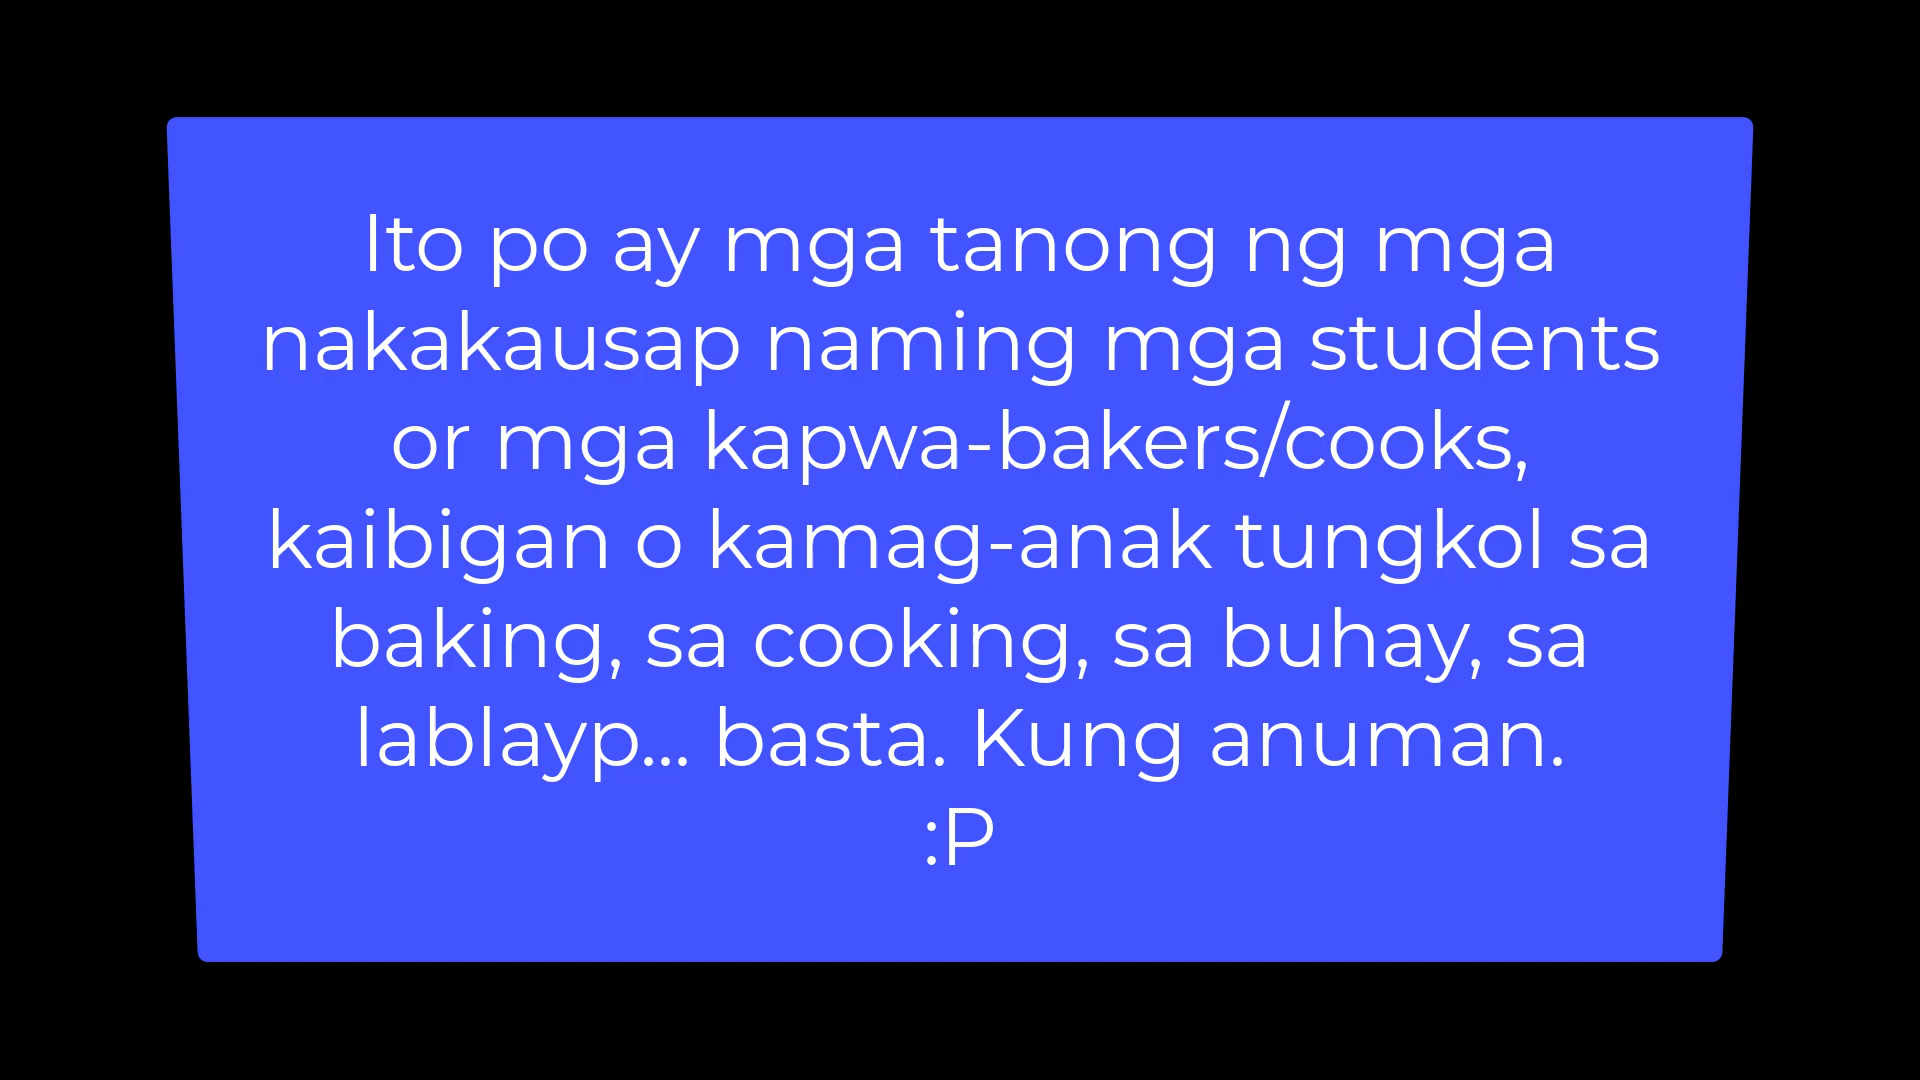 Ito po ay mga tanong ng mga
nakakausap naming mga students
or mga kapwa-bakers/cooks,
kaibigan o kamag-anak tungkol sa
baking, sa cooking, sa buhay, sa
lablayp... basta. Kung anuman.
:P